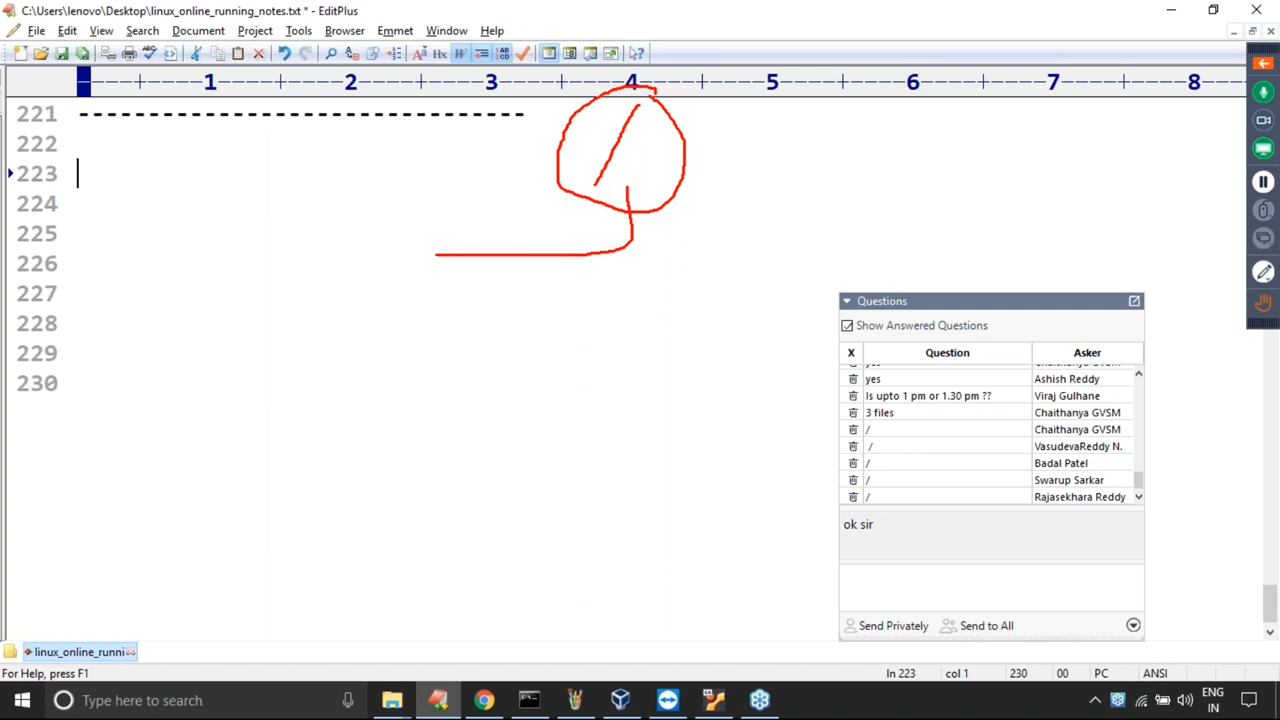 C:\Users\lenovo\Desktop\linux_online_running_notes.txt * - EditPlus
File Edit View Search Document Project Tools Browser Emmet Window Help
1 2 3 4 5 6 7 8
221 --------------------------------
222
223
224
225
226
227
228
229
230
/
Questions
Show Answered Questions
X Question Asker
yes Ashish Reddy
Is upto 1 pm or 1.30 pm ?? Viraj Gulhane
3 files Chaithanya GVSM
/ Chaithanya GVSM
/ VasudevaReddy N.
/ Badal Patel
/ Swarup Sarkar
/ Rajasekhara Reddy
ok sir
Send Privately Send to All
linux_online_runni
For Help, press F1 ln 223 col 1 230 00 PC ANSI
Type here to search ENG
IN